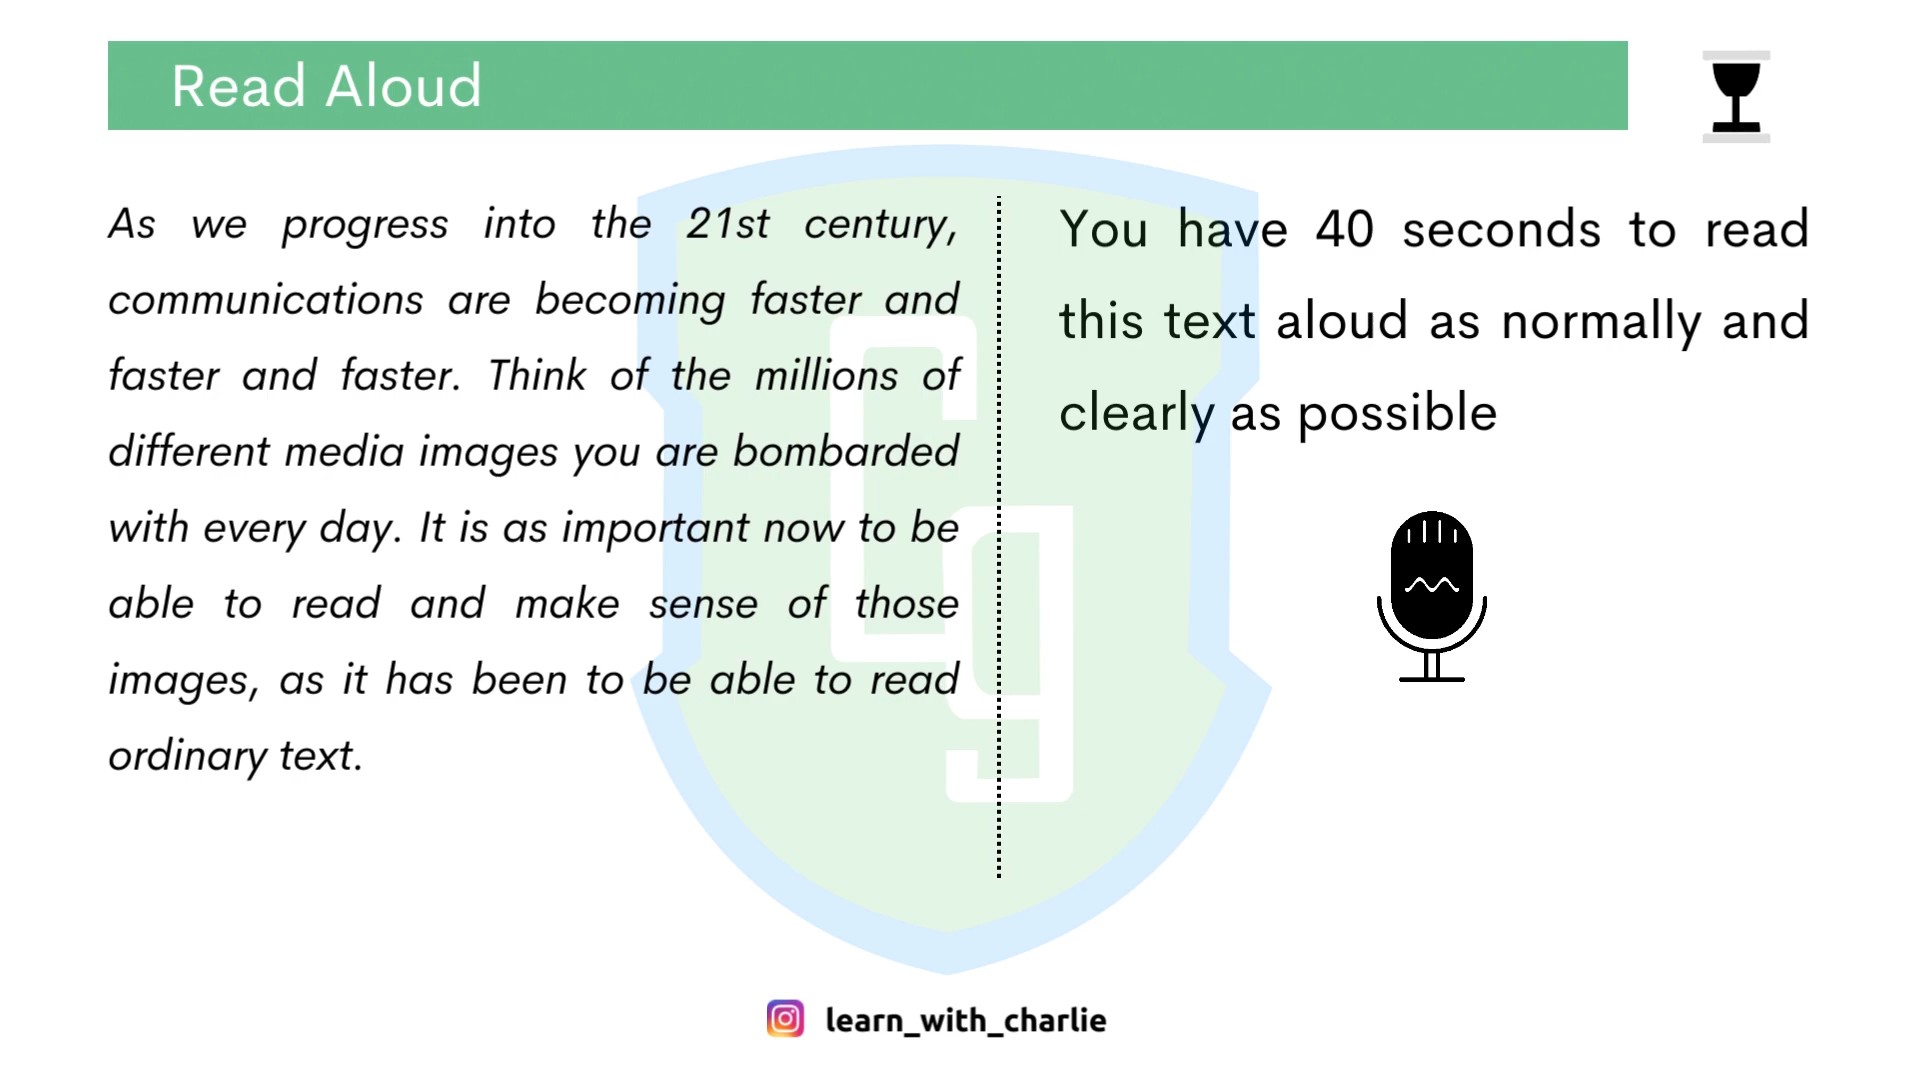 Read Aloud
As we progress into the 21st century,
communications are becoming faster and
faster and faster. Think of the millions of
different media images you are bombarded
with every day. It is as important now to be
able to read and make sense of those
images, as it has been to be able to read
ordinary text.
You have 40 seconds to read
this text aloud as normally and
clearly as possible
Cg
learn_with_charlie